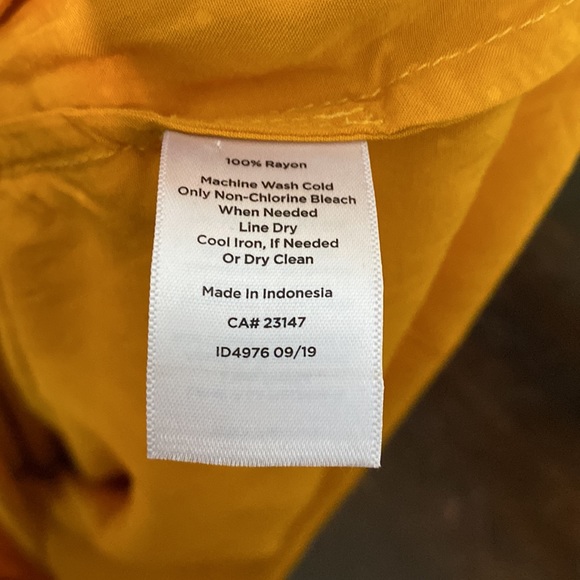 100% Rayon
Machine Wash Cold
Only Non-Chlorine Bleach
When Needed
Line Dry
Cool Iron, If Needed
Or Dry Clean
Made In Indonesia
CA# 23147
ID4976 09/19